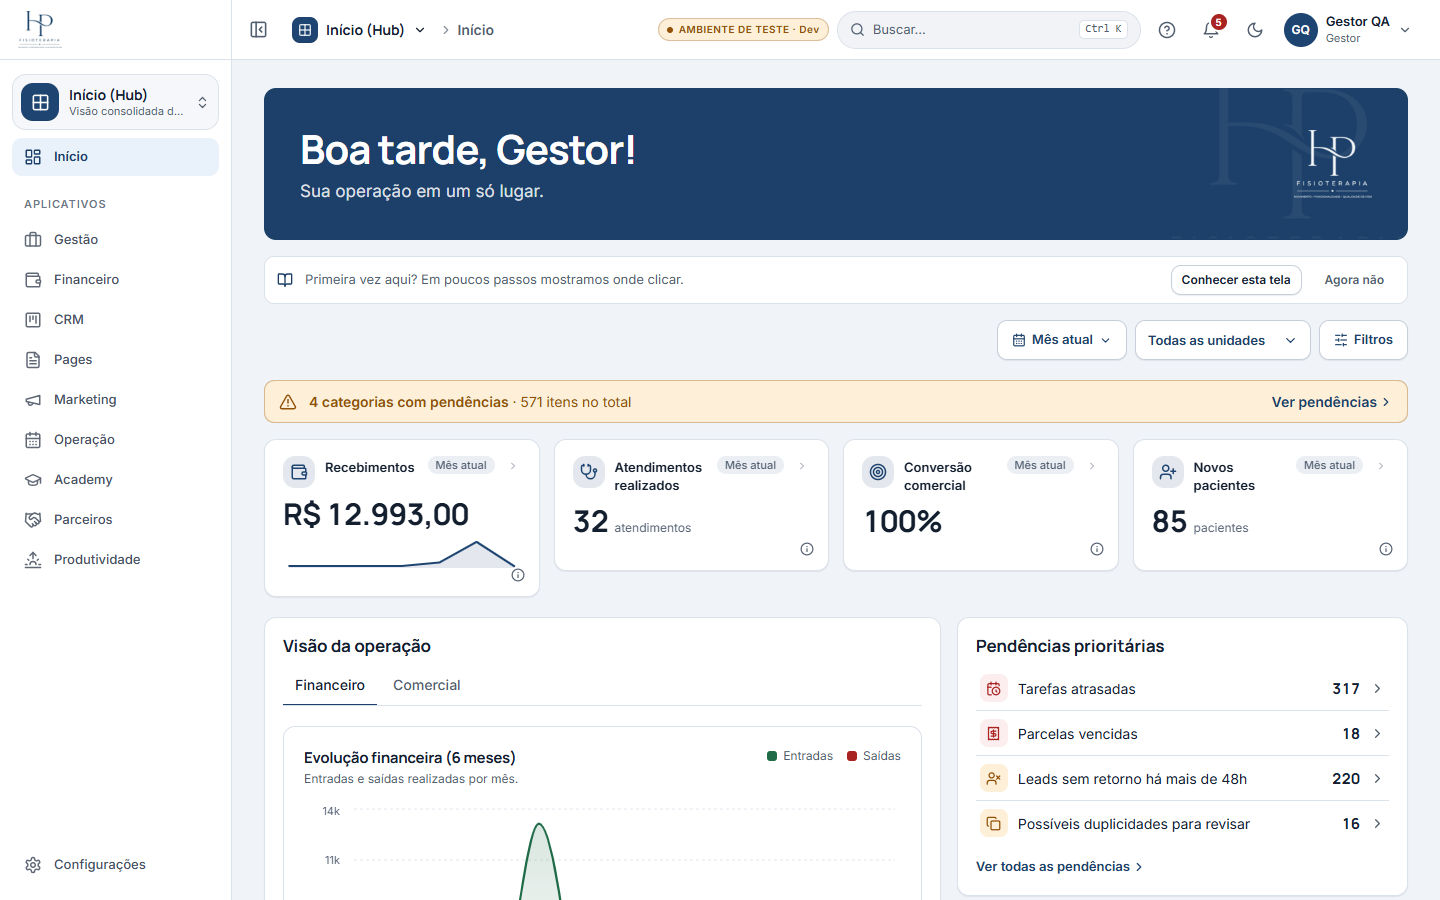 HP
FISIOTERAPIA
Início (Hub)
Início
AMBIENTE DE TESTE · Dev
Buscar...
Ctrl K
5
GQ
Gestor QA
Gestor
Início (Hub)
Visão consolidada d...
Início
APLICATIVOS
Gestão
Financeiro
CRM
Pages
Marketing
Operação
Academy
Parceiros
Produtividade
Configurações
Boa tarde, Gestor!
Sua operação em um só lugar.
HP
FISIOTERAPIA
Primeira vez aqui? Em poucos passos mostramos onde clicar.
Conhecer esta tela
Agora não
Mês atual
Todas as unidades
Filtros
4 categorias com pendências · 571 itens no total
Ver pendências
Recebimentos
Mês atual
R$ 12.993,00
Atendimentos
realizados
Mês atual
32 atendimentos
Conversão
comercial
Mês atual
100%
Novos
pacientes
Mês atual
85 pacientes
Visão da operação
Financeiro
Comercial
Evolução financeira (6 meses)
Entradas e saídas realizadas por mês.
Entradas
Saídas
14k
11k
Pendências prioritárias
Tarefas atrasadas
317
Parcelas vencidas
18
Leads sem retorno há mais de 48h
220
Possíveis duplicidades para revisar
16
Ver todas as pendências